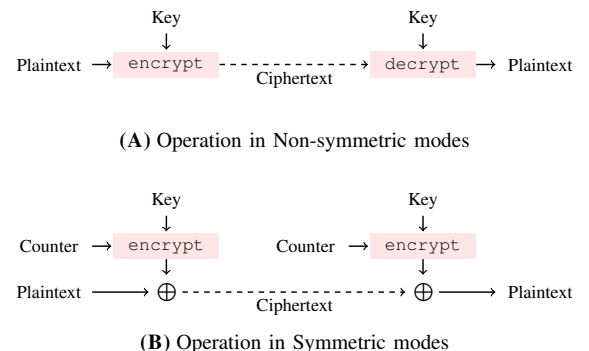 Key Key
Plaintext encrypt decrypt Plaintext
Ciphertext
(A) Operation in Non-symmetric modes
Key Key
Counter encrypt Counter encrypt
Plaintext Plaintext
Ciphertext
(B) Operation in Symmetric modes